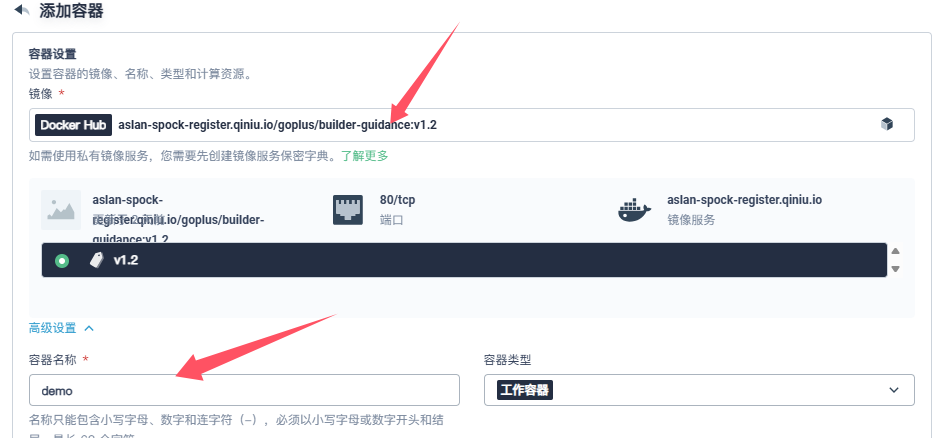 添加容器
容器设置
设置容器的镜像、名称、类型和计算资源。
镜像 *
Docker Hub aslan-spock-register.qiniu.io/goplus/builder-guidance:v1.2
如需使用私有镜像服务，您需要先创建镜像服务保密字典。了解更多
aslan-spock-
register.qiniu.io/goplus/builder-
guidance:v1.2
80/tcp
端口
aslan-spock-register.qiniu.io
镜像服务
v1.2
高级设置
容器名称 *
容器类型
demo
工作容器
名称只能包含小写字母、数字和连字符（-），必须以小写字母或数字开头和结